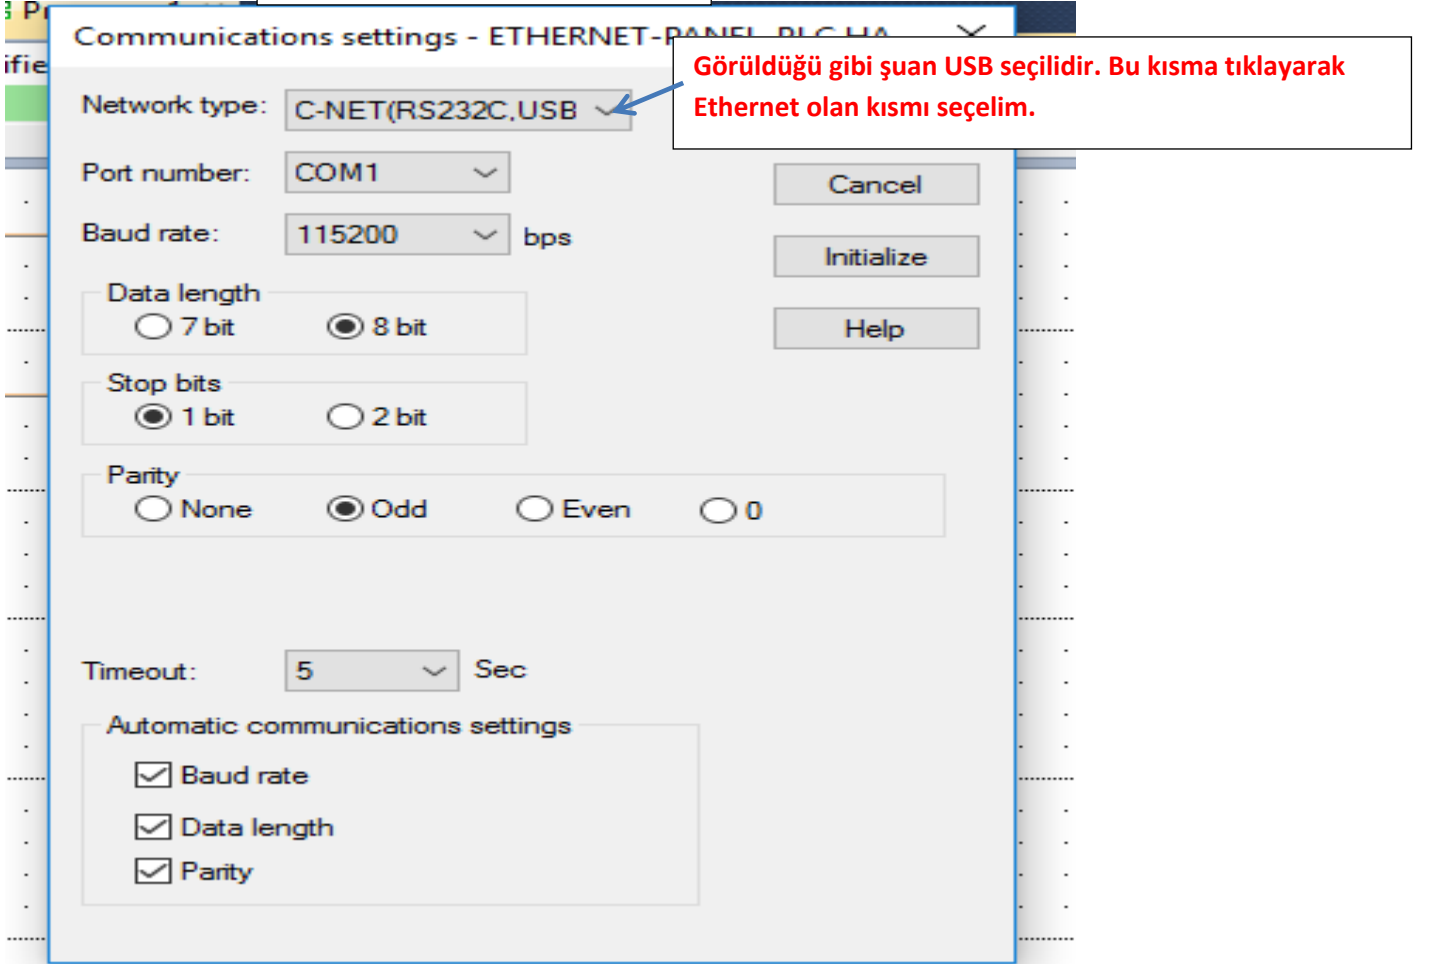 Communications settings - ETHERNET-PANEL-PLC HA
Görüldüğü gibi şuan USB seçilidir. Bu kısma tıklayarak
Ethernet olan kısmı seçelim.
Network type: C-NET(RS232C,USB
Port number: COM1
Cancel
Baud rate: 115200 bps
Initialize
Data length
7 bit 8 bit
Help
Stop bits
1 bit 2 bit
Parity
None Odd Even 0
Timeout: 5 Sec
Automatic communications settings
Baud rate
Data length
Parity